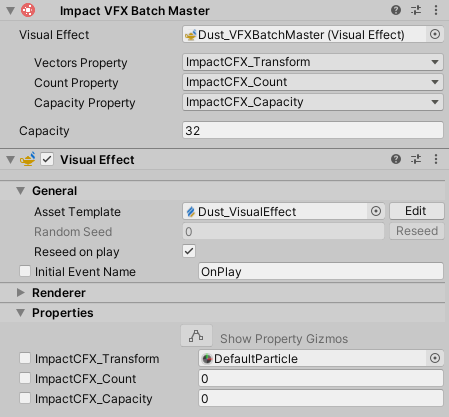 Impact VFX Batch Master
Visual Effect Dust_VFXBatchMaster (Visual Effect)
Vectors Property ImpactCFX_Transform
Count Property ImpactCFX_Count
Capacity Property ImpactCFX_Capacity
Capacity 32
Visual Effect
General
Asset Template Dust_VisualEffect Edit
Random Seed 0 Reseed
Reseed on play
Initial Event Name OnPlay
Renderer
Properties
Show Property Gizmos
ImpactCFX_Transform DefaultParticle
ImpactCFX_Count 0
ImpactCFX_Capacity 0